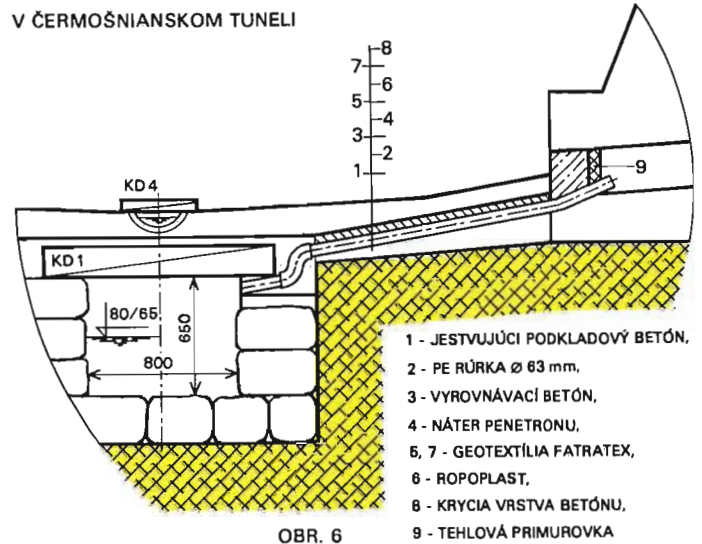 V ČERMOŠNIANSKOM TUNELI
8
7
6
5
4
3
2
1
KD 4
9
KD 1
80/65
650
800
1 - JESTVUJÚCI PODKLADOVÝ BETÓN,
2 - PE RÚRKA Ø 63 mm,
3 - VYROVNÁVACÍ BETÓN,
4 - NÁTER PENETRONU,
5, 7 - GEOTEXTÍLIA FATRATEX,
6 - ROPOPLAST,
8 - KRYCIA VRSTVA BETÓNU,
9 - TEHLOVÁ PRIMUROVKA
OBR. 6